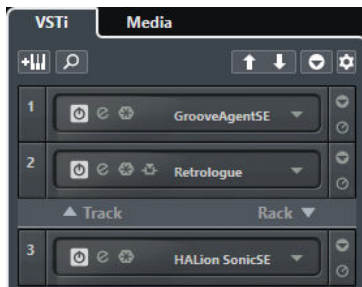 VSTi Media
1 GrooveAgentSE
2 Retrologue
Track Rack
3 HALion SonicSE